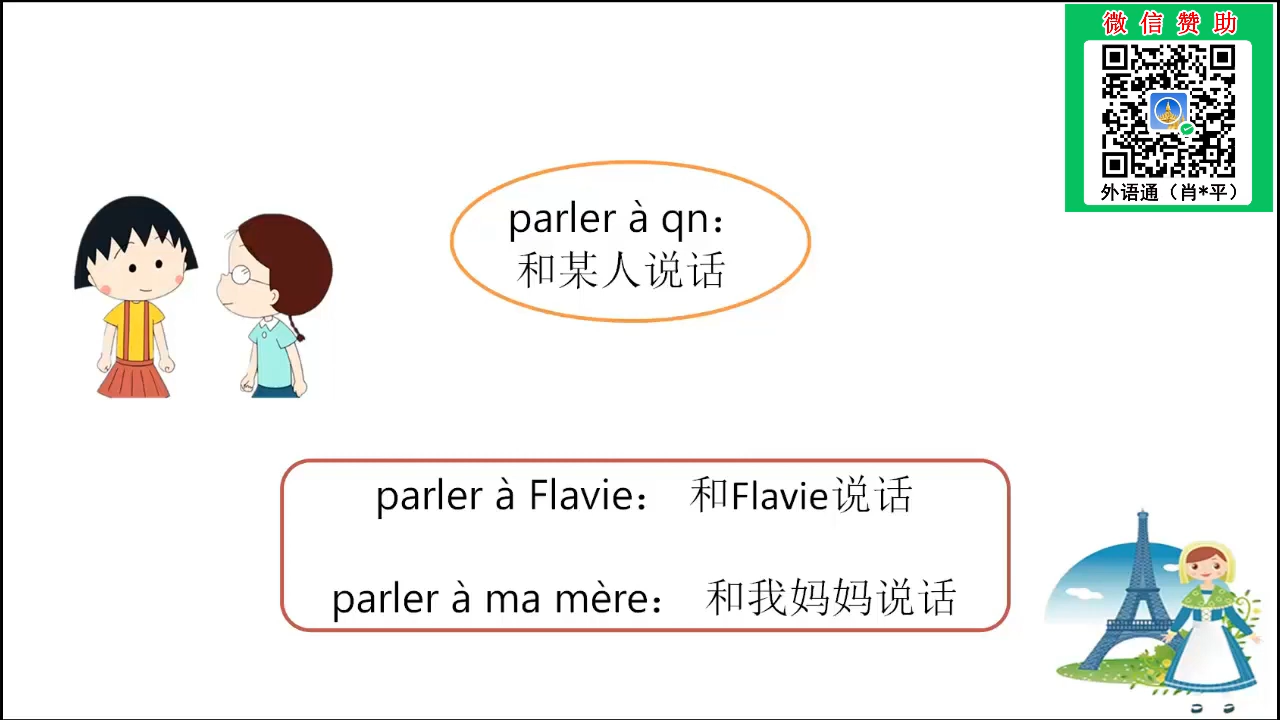 微信赞助
外语通（肖*平）
parler à qn：
和某人说话
parler à Flavie： 和Flavie说话
parler à ma mère： 和我妈妈说话